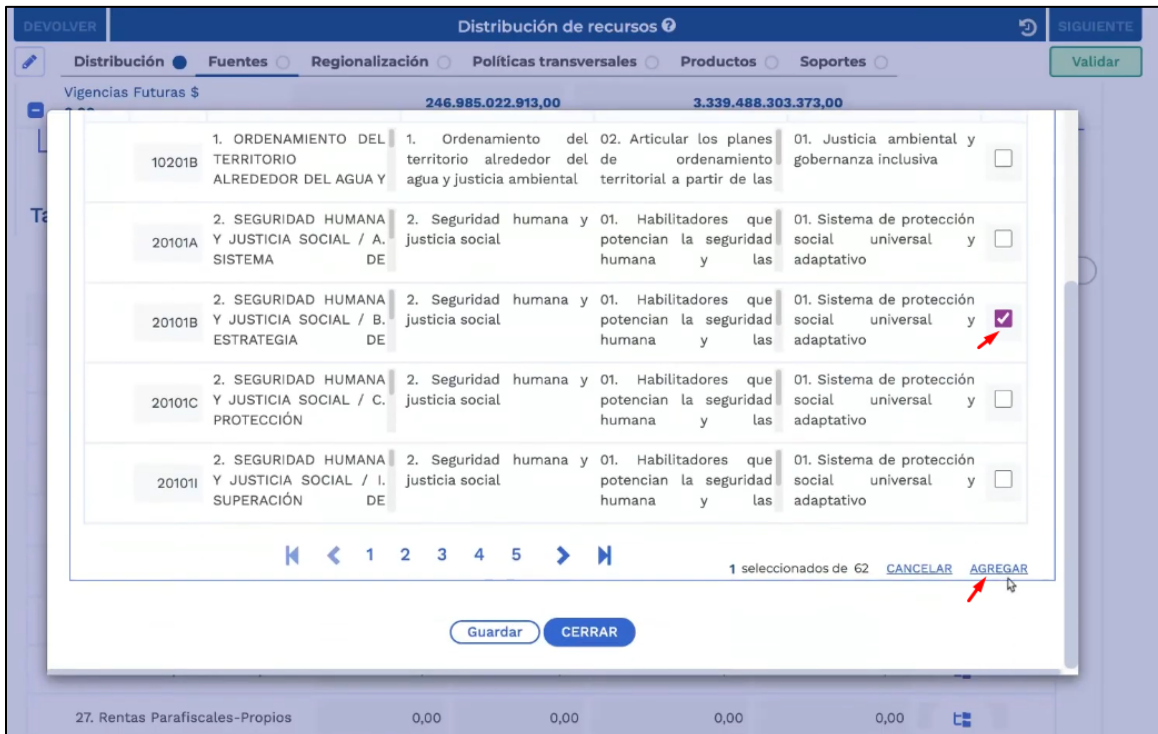 DEVOLVER
Distribución de recursos
SIGUIENTE
Distribución
Fuentes
Regionalización
Políticas transversales
Productos
Soportes
Validar
Vigencias Futuras $
246.985.022.913,00
3.339.488.303.373,00
10201B
1. ORDENAMIENTO DEL
TERRITORIO
ALREDEDOR DEL AGUA Y
1. Ordenamiento del
territorio alrededor del
agua y justicia ambiental
02. Articular los planes
de ordenamiento
territorial a partir de las
01. Justicia ambiental y
gobernanza inclusiva
20101A
2. SEGURIDAD HUMANA
Y JUSTICIA SOCIAL / A.
SISTEMA DE
2. Seguridad humana y
justicia social
01. Habilitadores que
potencian la seguridad
humana y las
01. Sistema de protección
social universal y
adaptativo
20101B
2. SEGURIDAD HUMANA
Y JUSTICIA SOCIAL / B.
ESTRATEGIA DE
2. Seguridad humana y
justicia social
01. Habilitadores que
potencian la seguridad
humana y las
01. Sistema de protección
social universal y
adaptativo
20101C
2. SEGURIDAD HUMANA
Y JUSTICIA SOCIAL / C.
PROTECCIÓN
2. Seguridad humana y
justicia social
01. Habilitadores que
potencian la seguridad
humana y las
01. Sistema de protección
social universal y
adaptativo
20101I
2. SEGURIDAD HUMANA
Y JUSTICIA SOCIAL / I.
SUPERACIÓN DE
2. Seguridad humana y
justicia social
01. Habilitadores que
potencian la seguridad
humana y las
01. Sistema de protección
social universal y
adaptativo
1 2 3 4 5
1 seleccionados de 62 CANCELAR AGREGAR
Guardar
CERRAR
27. Rentas Parafiscales-Propios
0,00
0,00
0,00
0,00